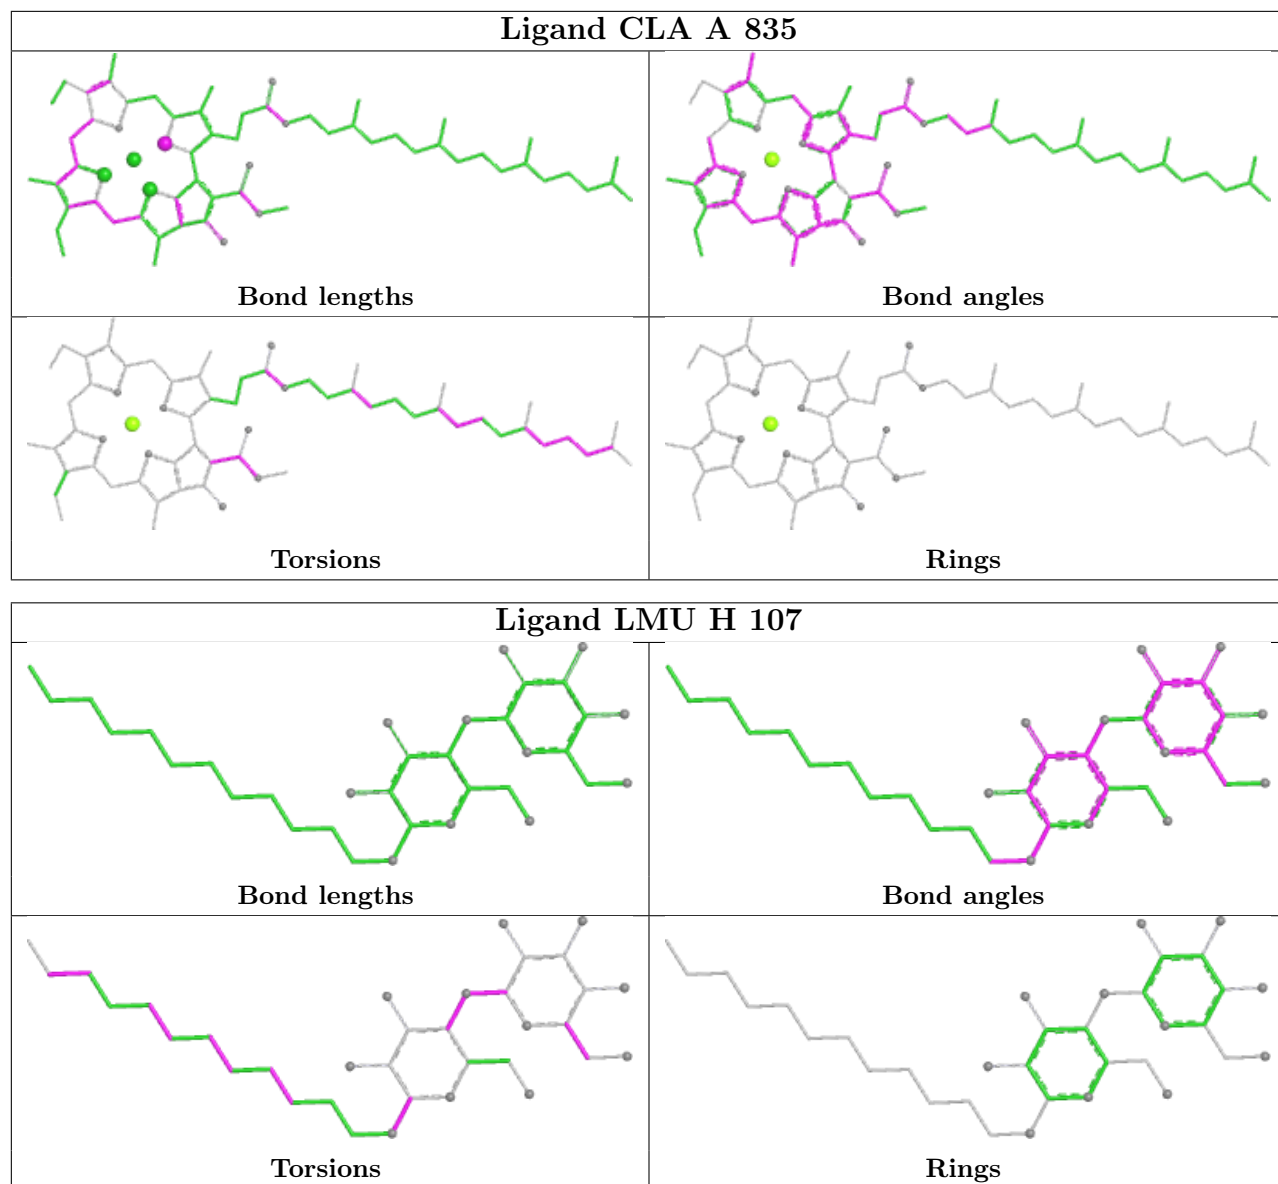 Ligand CLA A 835
Bond lengths
Bond angles
Torsions
Rings
Ligand LMU H 107
Bond lengths
Bond angles
Torsions
Rings